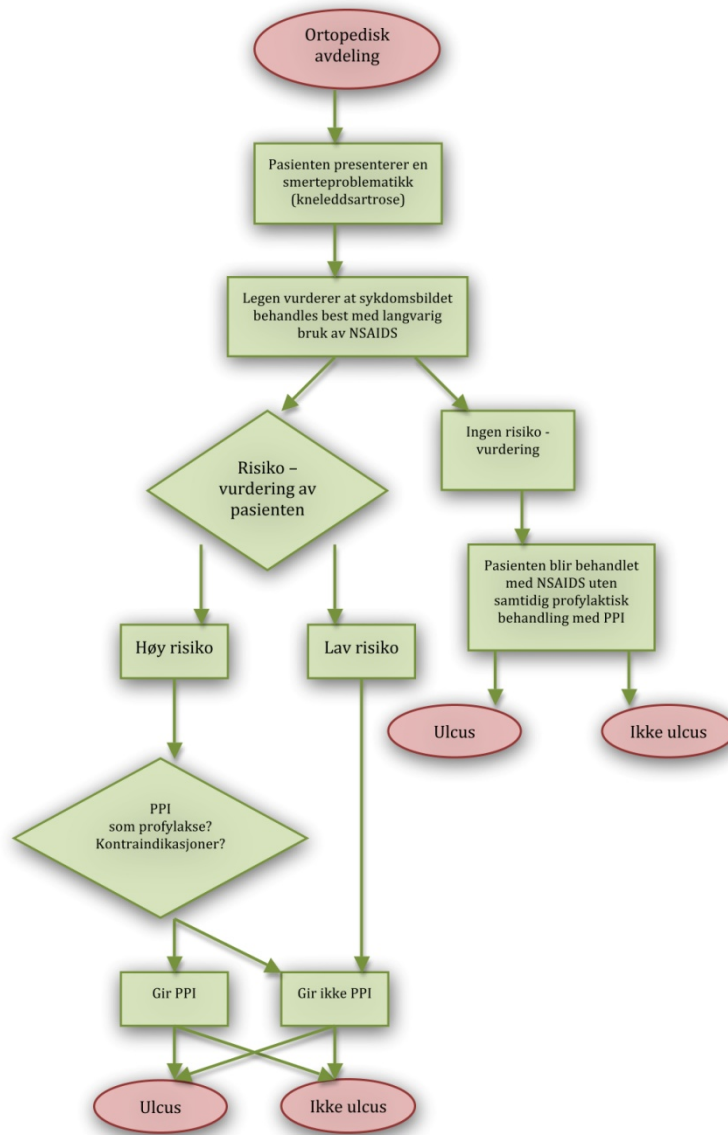 Ortopedisk
avdeling
Pasienten presenterer en
smerteproblematikk
(kneleddsartrose)
Legen vurderer at sykdomsbildet
behandles best med langvarig
bruk av NSAIDS
Risiko –
vurdering av
pasienten
Ingen risiko -
vurdering
Pasienten blir behandlet
med NSAIDS uten
samtidig profylaktisk
behandling med PPI
Høy risiko
Lav risiko
Ulcus
Ikke ulcus
PPI
som profylakse?
Kontraindikasjoner?
Gir PPI
Gir ikke PPI
Ulcus
Ikke ulcus